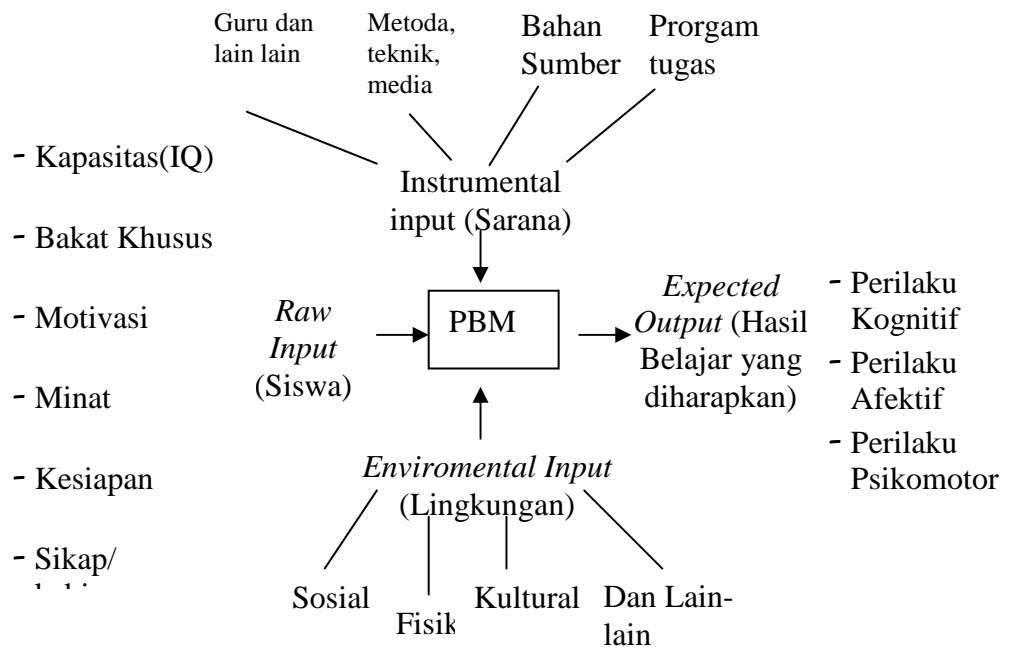 Guru dan
lain lain
Metoda,
teknik,
media
Bahan
Sumber
Prorgam
tugas
- Kapasitas(IQ)
- Bakat Khusus
- Motivasi
- Minat
- Kesiapan
- Sikap/
Instrumental
input (Sarana)
Raw
Input
(Siswa)
PBM
Expected
Output (Hasil
Belajar yang
diharapkan)
- Perilaku
Kognitif
- Perilaku
Afektif
- Perilaku
Psikomotor
Enviromental Input
(Lingkungan)
Sosial
Fisik
Kultural
Dan Lain-
lain